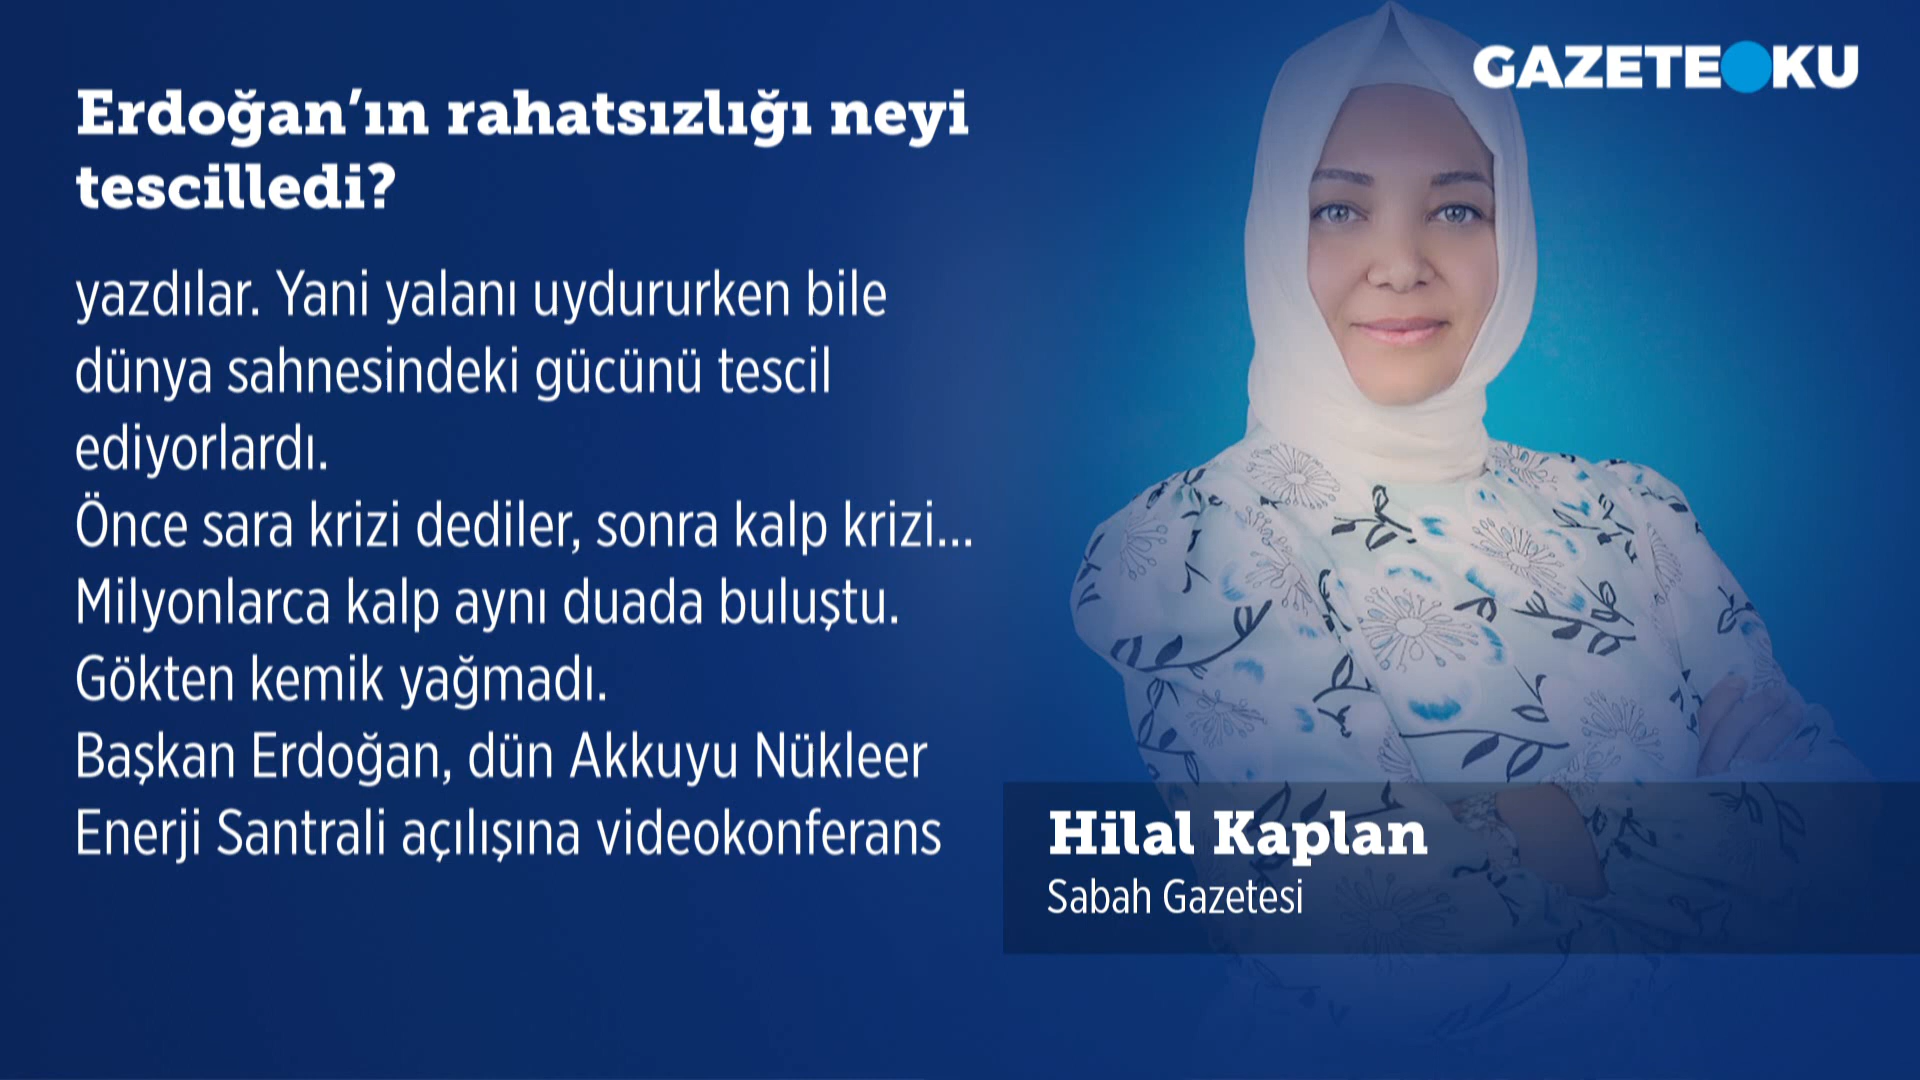 GAZETEOKU
Erdoğan’ın rahatsızlığı neyi
tescilledi?
yazdılar. Yani yalanı uydururken bile
dünya sahnesindeki gücünü tescil
ediyorlardı.
Önce sara krizi dediler, sonra kalp krizi...
Milyonlarca kalp aynı duada buluştu.
Gökten kemik yağmadı.
Başkan Erdoğan, dün Akkuyu Nükleer
Enerji Santrali açılışına videokonferans
Hilal Kaplan
Sabah Gazetesi